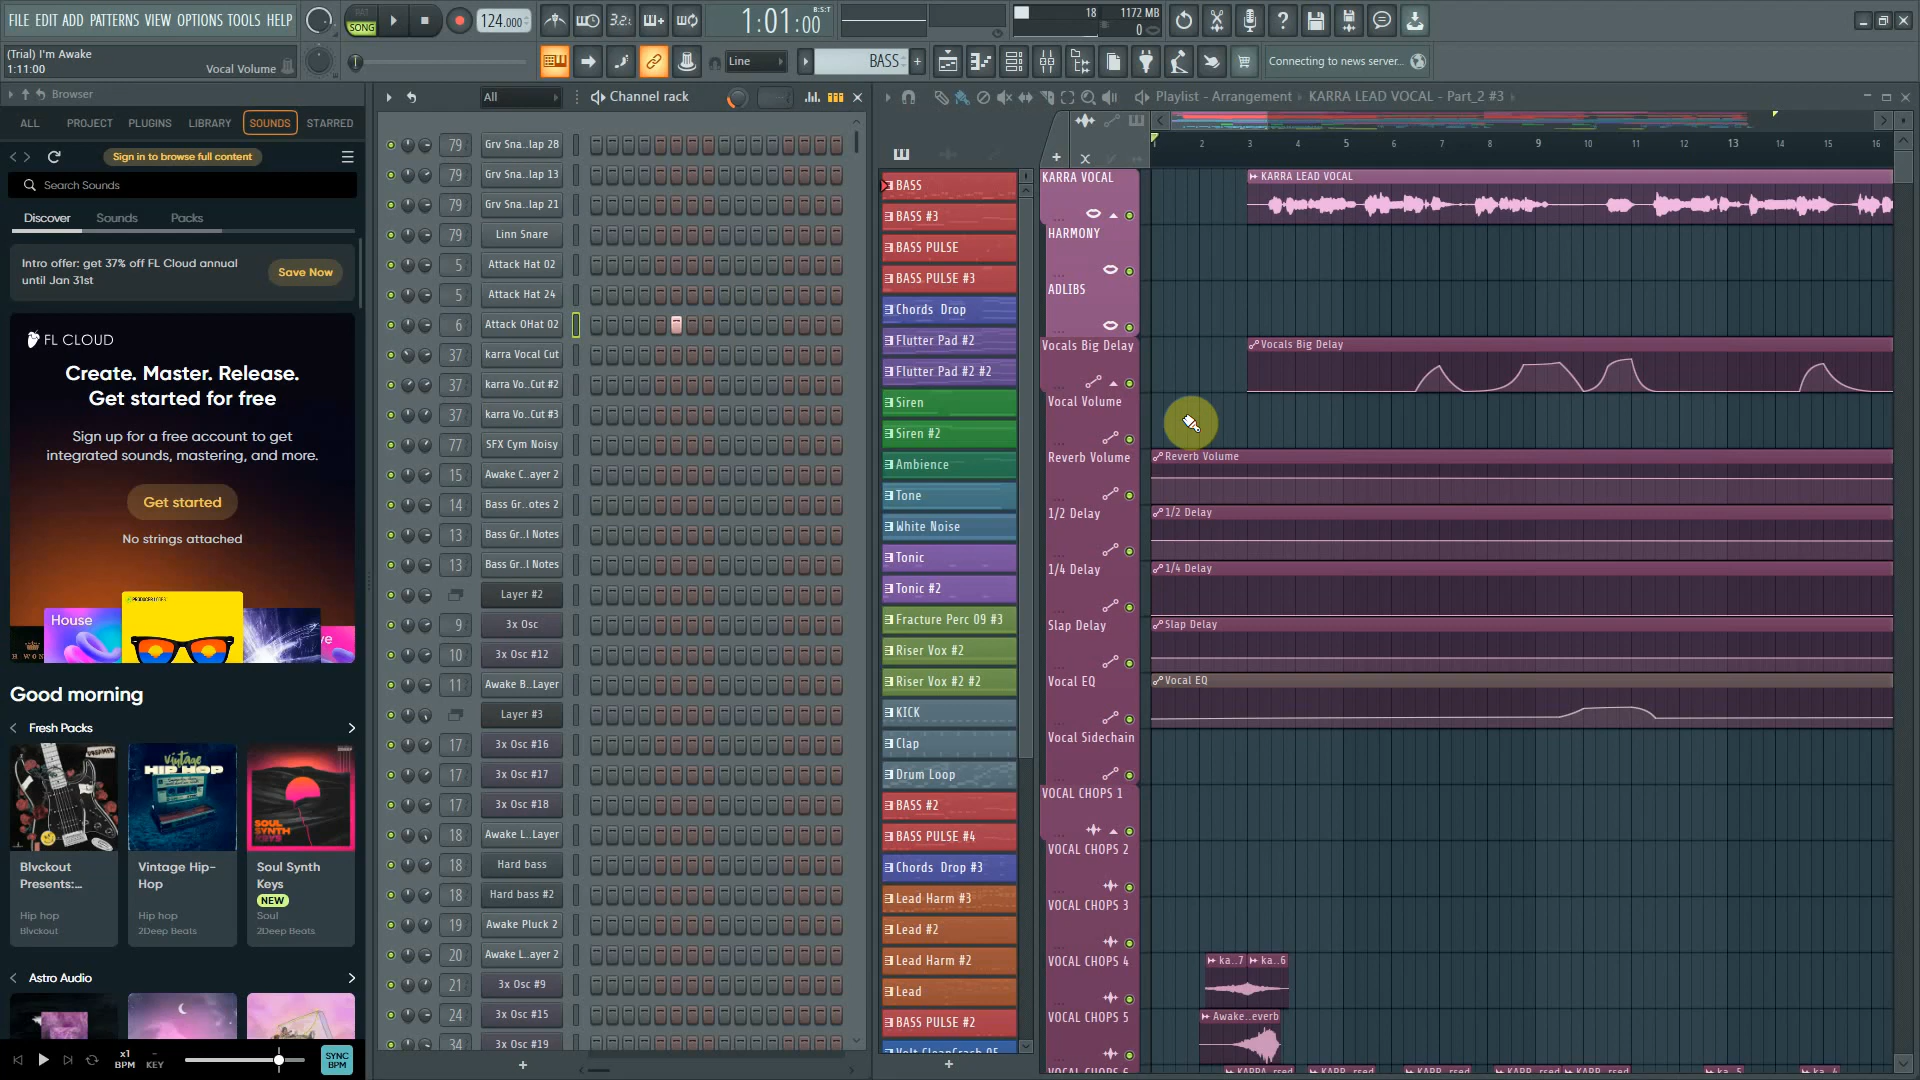 FILE EDIT ADD PATTERNS VIEW OPTIONS TOOLS HELP
PAT
SONG
124.000
3.2.
1:01:00
B:S:T
18
1172 MB
0
(Trial) I'm Awake
1:11:00
Vocal Volume
Line
BASS
Connecting to news server...
Browser
ALL
PROJECT
PLUGINS
LIBRARY
SOUNDS
STARRED
Sign in to browse full content
Search Sounds
Discover
Sounds
Packs
Intro offer: get 37% off FL Cloud annual
until Jan 31st
Save Now
FL CLOUD
Create. Master. Release.
Get started for free
Sign up for a free account to get
integrated sounds, mastering, and more.
Get started
No strings attached
House
Good morning
Fresh Packs
VINTAGE
HIP HOP
SOUL
SYNTH
KEYS
Blvckout
Presents:...
Hip hop
Blvckout
Vintage Hip-
Hop
Hip hop
2Deep Beats
Soul Synth
Keys
NEW
Soul
2Deep Beats
Astro Audio
x1
BPM
-
KEY
SYNC
BPM
All
Channel rack
79 Grv Sna...lap 28
79 Grv Sna...lap 13
79 Grv Sna...lap 21
79 Linn Snare
5 Attack Hat 02
5 Attack Hat 24
6 Attack OHat 02
37 karra Vocal Cut
37 karra Vo...Cut #2
37 karra Vo...Cut #3
77 SFX Cym Noisy
15 Awake C..ayer 2
14 Bass Gr..otes 2
13 Bass Gr..l Notes
13 Bass Gr..l Notes
Layer #2
9 3x Osc
10 3x Osc #12
11 Awake B..Layer
Layer #3
17 3x Osc #16
17 3x Osc #17
17 3x Osc #18
18 Awake L..Layer
18 Hard bass
18 Hard bass #2
19 Awake Pluck 2
20 Awake L..ayer 2
21 3x Osc #9
24 3x Osc #15
34 3x Osc #19
Playlist - Arrangement › KARRA LEAD VOCAL - Part_2 #3
BASS
BASS #3
BASS PULSE
BASS PULSE #3
Chords Drop
Flutter Pad #2
Flutter Pad #2 #2
Siren
Siren #2
Ambience
Tone
White Noise
Tonic
Tonic #2
Fracture Perc 09 #3
Riser Vox #2
Riser Vox #2 #2
KICK
Clap
Drum Loop
BASS #2
BASS PULSE #4
Chords Drop #3
Lead Harm #3
Lead #2
Lead Harm #2
Lead
BASS PULSE #2
1 2 3 4 5 6 7 8 9 10 11 12 13 14 15 16
KARRA VOCAL
HARMONY
ADLIBS
Vocals Big Delay
Vocal Volume
Reverb Volume
1/2 Delay
1/4 Delay
Slap Delay
Vocal EQ
Vocal Sidechain
VOCAL CHOPS 1
VOCAL CHOPS 2
VOCAL CHOPS 3
VOCAL CHOPS 4
VOCAL CHOPS 5
KARRA LEAD VOCAL
Vocals Big Delay
Reverb Volume
1/2 Delay
1/4 Delay
Slap Delay
Vocal EQ
ka..7
ka..6
Awake..everb